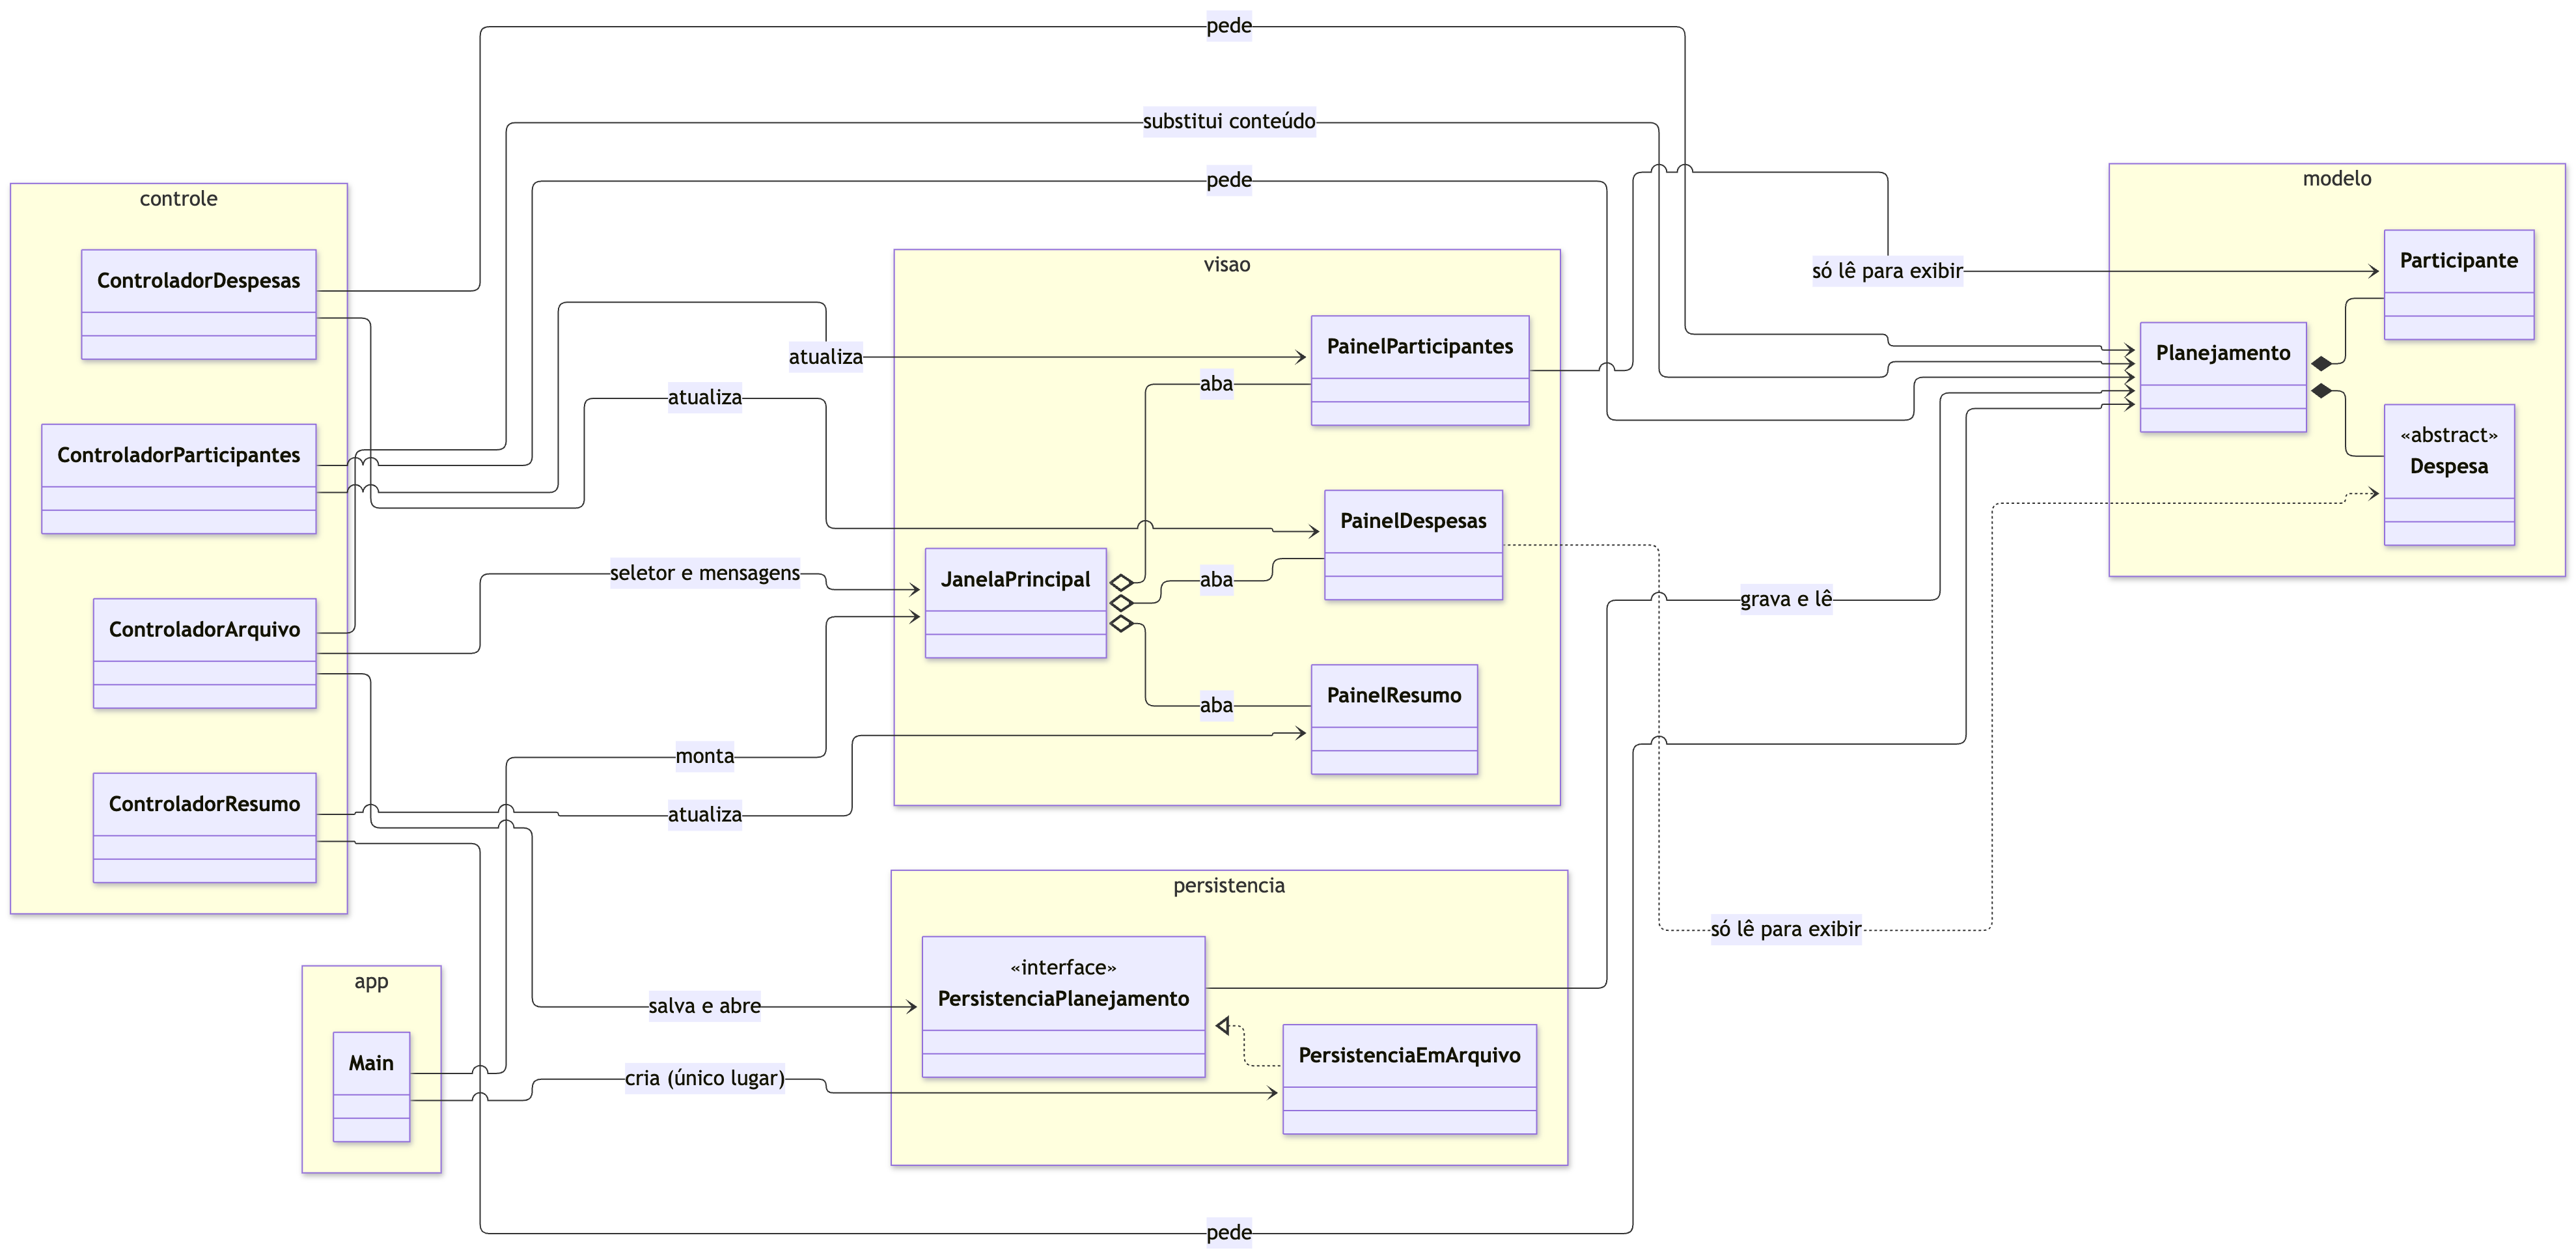 pede
substitui conteúdo
pede
controle
ControladorDespesas
ControladorParticipantes
ControladorArquivo
ControladorResumo
app
Main
atualiza
atualiza
seletor e mensagens
monta
atualiza
salva e abre
cria (único lugar)
visao
PainelParticipantes
aba
PainelDespesas
JanelaPrincipal
aba
PainelResumo
aba
persistencia
«interface»
PersistenciaPlanejamento
PersistenciaEmArquivo
pede
só lê para exibir
grava e lê
só lê para exibir
modelo
Participante
Planejamento
«abstract»
Despesa